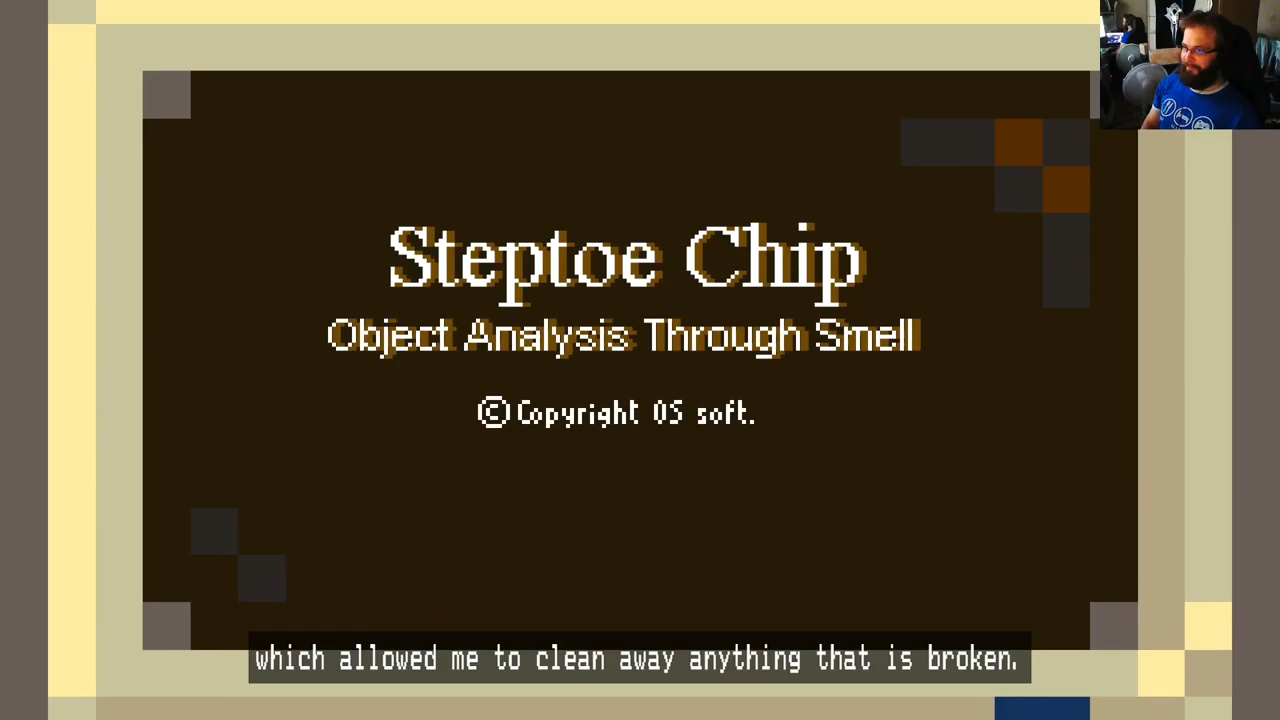 Steptoe Chip
Object Analysis Through Smell
©Copyright OS soft.
which allowed me to clean away anything that is broken.